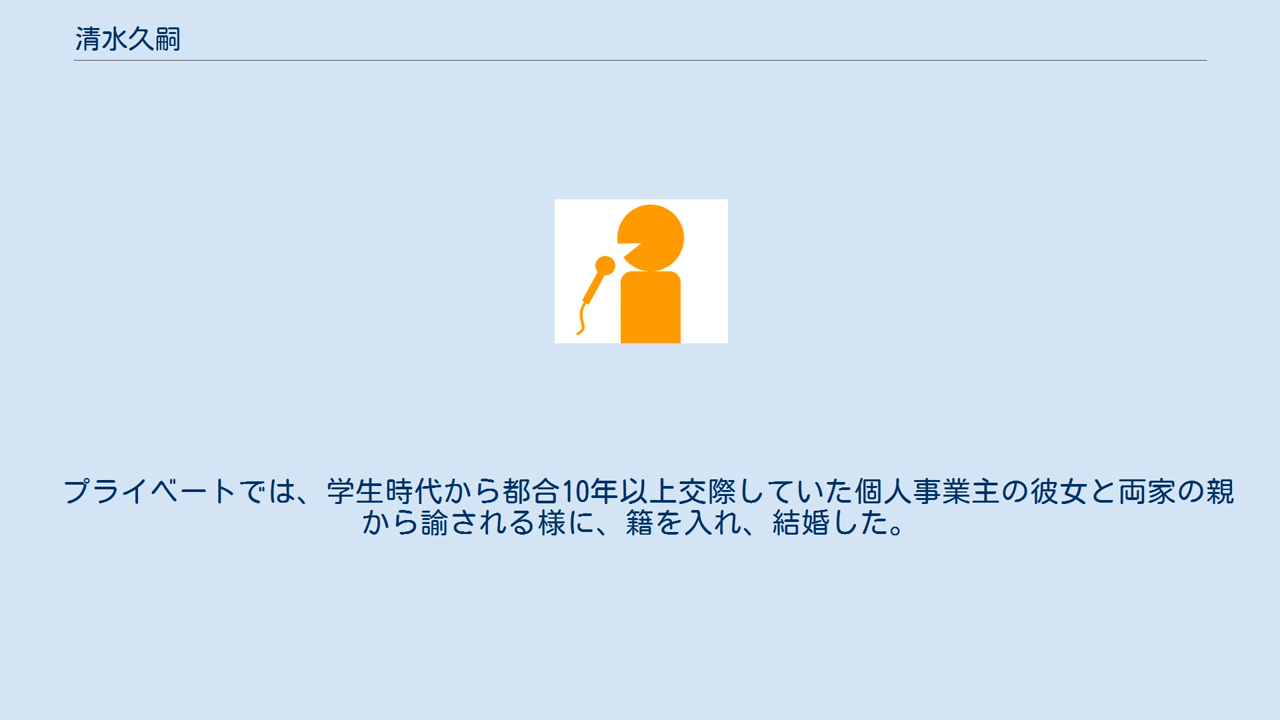 清水久嗣
プライベートでは、学生時代から都合10年以上交際していた個人事業主の彼女と両家の親
から諭される様に、籍を入れ、結婚した。